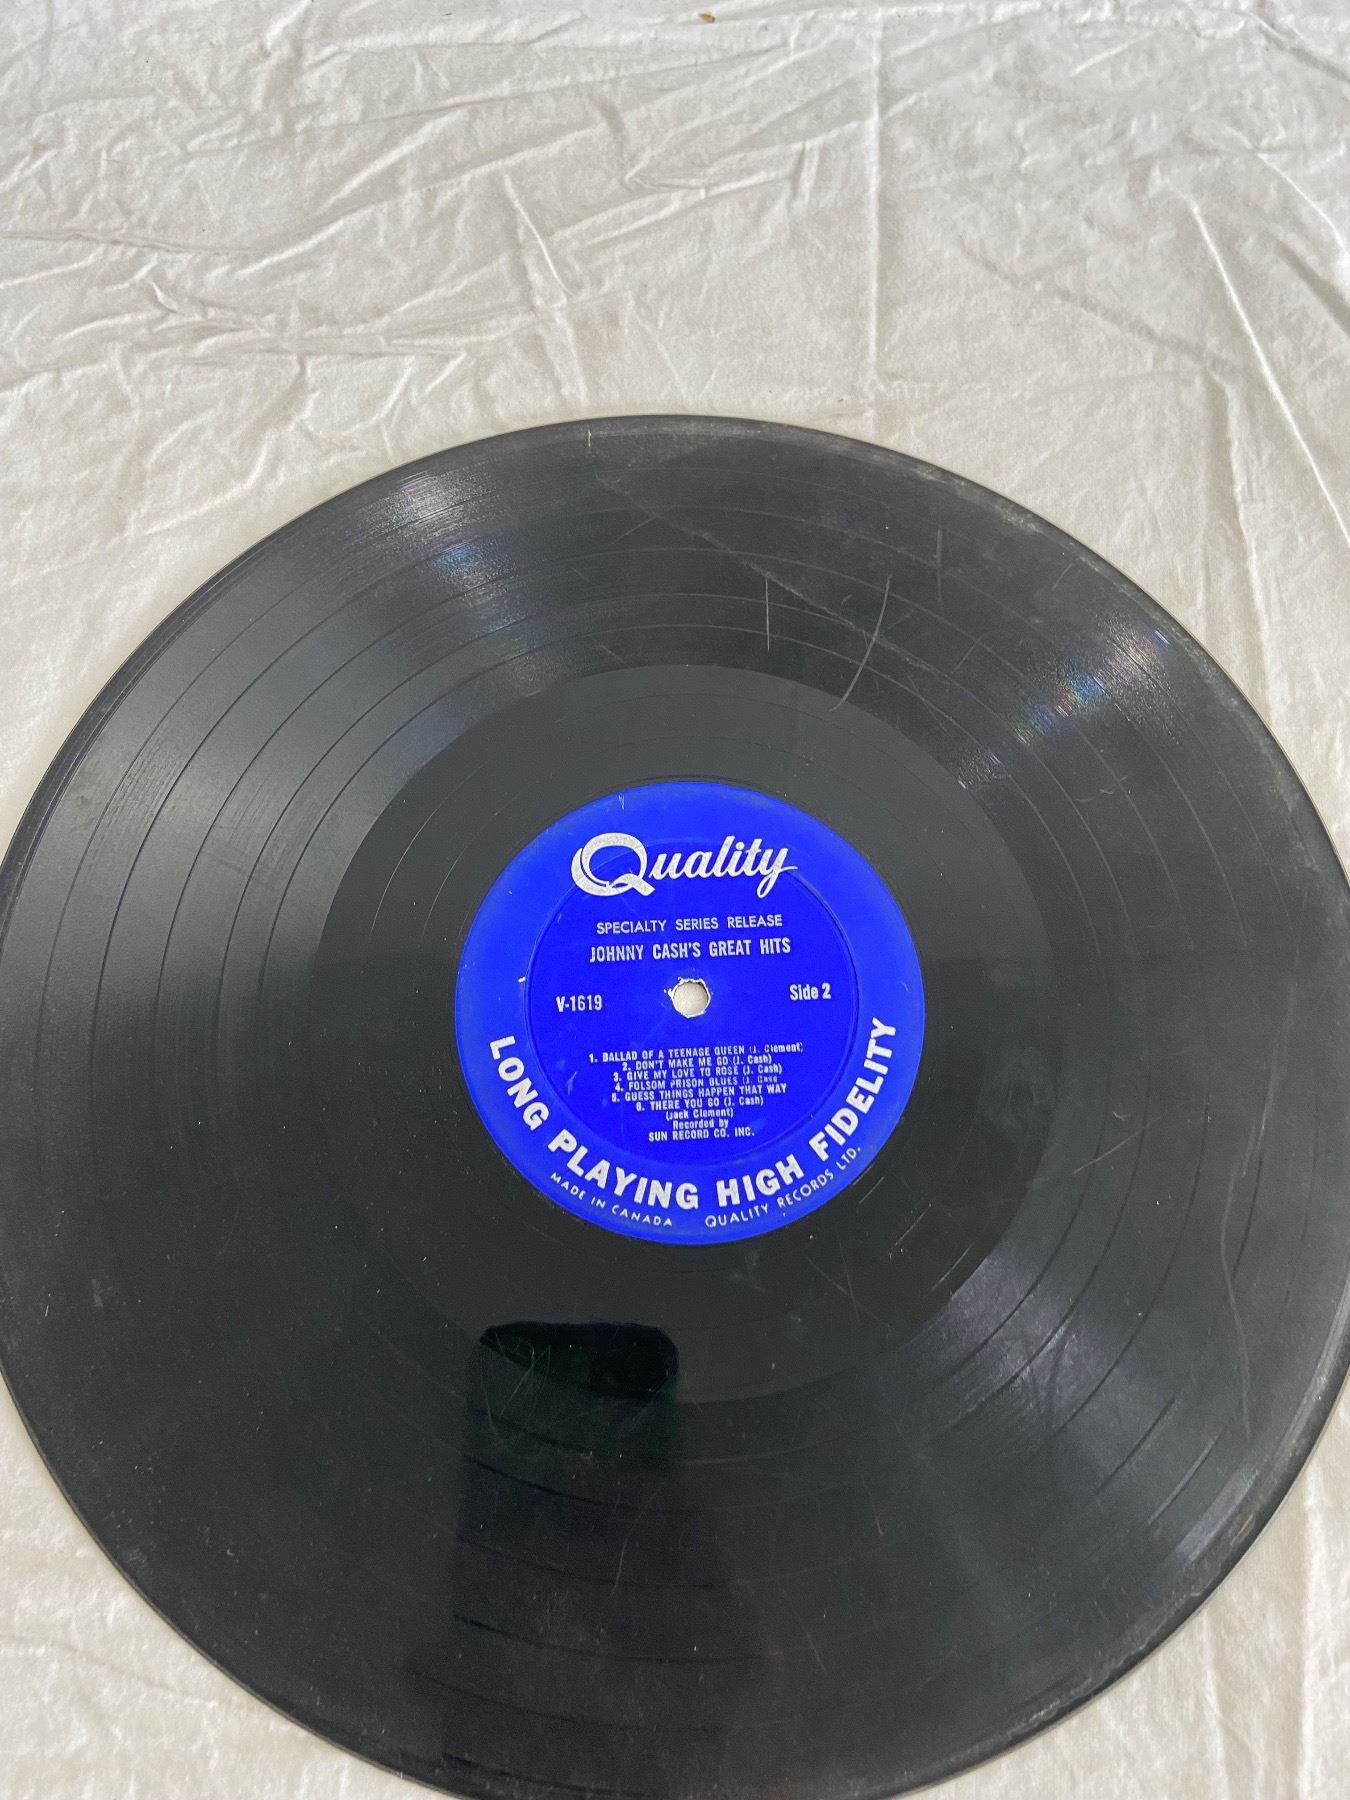 Quality
SPECIALTY SERIES RELEASE
JOHNNY CASH'S GREAT HITS
V-1619
Side 2
1. BALLAD OF A TEENAGE QUEEN (J. Clement)
2. DON'T MAKE ME GO (J. Cash)
3. GIVE MY LOVE TO ROSE (J. Cash)
4. FOLSOM PRISON BLUES (J. Cash
5. GUESS THINGS HAPPEN THAT WAY
6. THERE YOU GO (J. Cash)
(Jack Clement)
Recorded by
SUN RECORD CO. INC.
LONG PLAYING HIGH FIDELITY
MADE IN CANADA QUALITY RECORDS LTD.